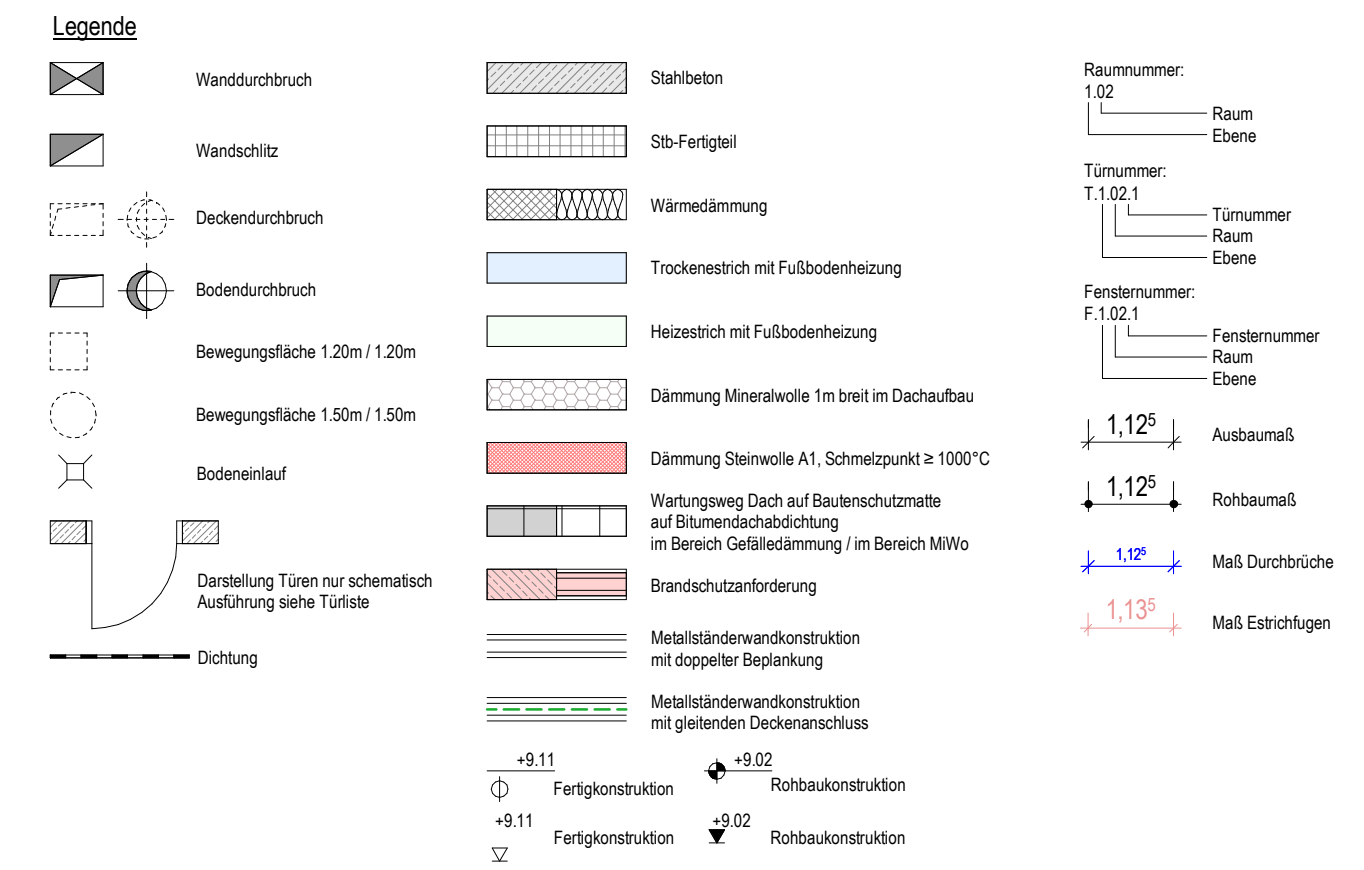 Legende
Wanddurchbruch
Wandschlitz
Deckendurchbruch
Bodendurchbruch
Bewegungsfläche 1.20m / 1.20m
Bewegungsfläche 1.50m / 1.50m
Bodeneinlauf
Darstellung Türen nur schematisch
Ausführung siehe Türliste
Dichtung
Stahlbeton
Stb-Fertigteil
Wärmedämmung
Trockenestrich mit Fußbodenheizung
Heizestrich mit Fußbodenheizung
Dämmung Mineralwolle 1m breit im Dachaufbau
Dämmung Steinwolle A1, Schmelzpunkt ≥ 1000°C
Wartungsweg Dach auf Bautenschutzmatte
auf Bitumendachabdichtung
im Bereich Gefälledämmung / im Bereich MiWo
Brandschutzanforderung
Metallständerwandkonstruktion
mit doppelter Beplankung
Metallständerwandkonstruktion
mit gleitenden Deckenanschluss
+9.11
Fertigkonstruktion
+9.02
Rohbaukonstruktion
+9.11
Fertigkonstruktion
+9.02
Rohbaukonstruktion
Raumnummer:
1.02
Raum
Ebene
Türnummer:
T.1.02.1
Türnummer
Raum
Ebene
Fensternummer:
F.1.02.1
Fensternummer
Raum
Ebene
1,12⁵
Ausbaumaß
1,12⁵
Rohbaumaß
1,12⁵
Maß Durchbrüche
1,13⁵
Maß Estrichfugen